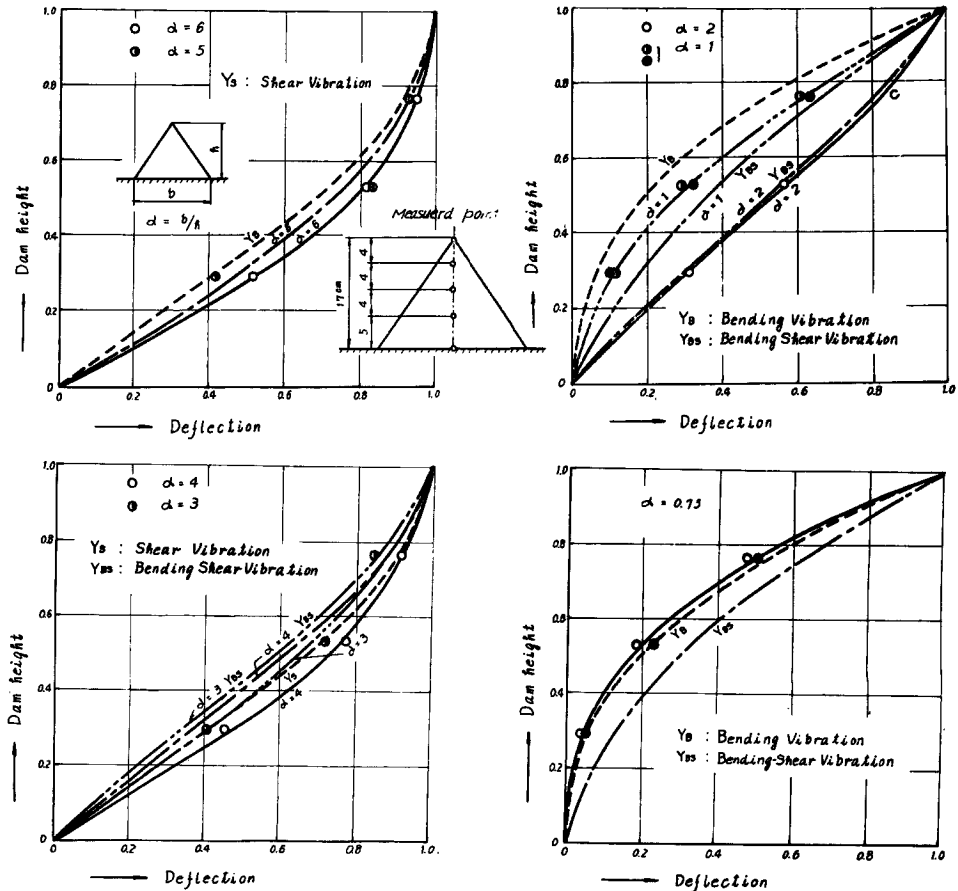 1.0
0.8
0.6
0.4
0.2
0
Dam height
α = 6
α = 5
Ys : Shear Vibration
h
b
α = b/h
YB
α = 6
Measuerd point
17cm
4
4
4
5
0
0.2
0.4
0.6
0.8
1.0
Deflection
1.0
0.8
0.6
0.4
0.2
0
Dam height
α = 2
α = 1
YB
α = 1
YBS
α = 1
YBS
α = 2
α = 2
YB : Bending Vibration
YBS : Bending Shear Vibration
0
0.2
0.4
0.6
0.8
1.0
Deflection
1.0
0.8
0.6
0.4
0.2
0
Dam height
α = 4
α = 3
Ys : Shear Vibration
YBS : Bending Shear Vibration
α = 4 YBS
α = 3 YBS
Ys
α = 3
α = 4
0
0.2
0.4
0.6
0.8
1.0.
Deflection
1.0
0.8
0.6
0.4
0.2
0
Dam height
α = 0.75
YB
YBS
YB : Bending Vibration
YBS : Bending-Shear Vibration
0
0.2
0.4
0.6
0.8
1.0
Deflection